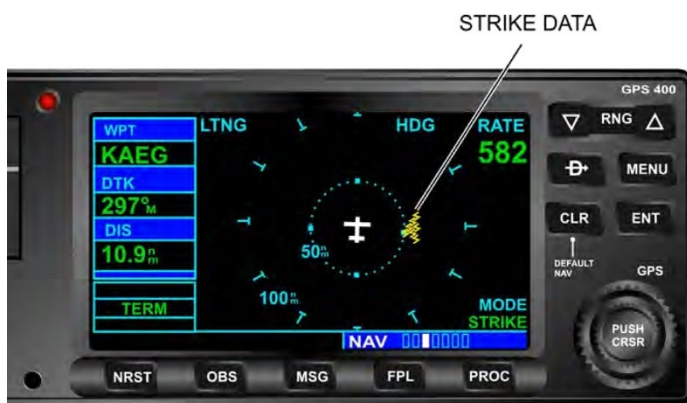 STRIKE DATA
GPS 400
WPT
KAEG
DTK
297°M
DIS
10.9nm
TERM
LTNG
HDG
RATE
582
50nm
100nm
MODE
STRIKE
NAV
RNG
D
MENU
CLR
ENT
DEFAULT
NAV
GPS
PUSH
CRSR
NRST
OBS
MSG
FPL
PROC